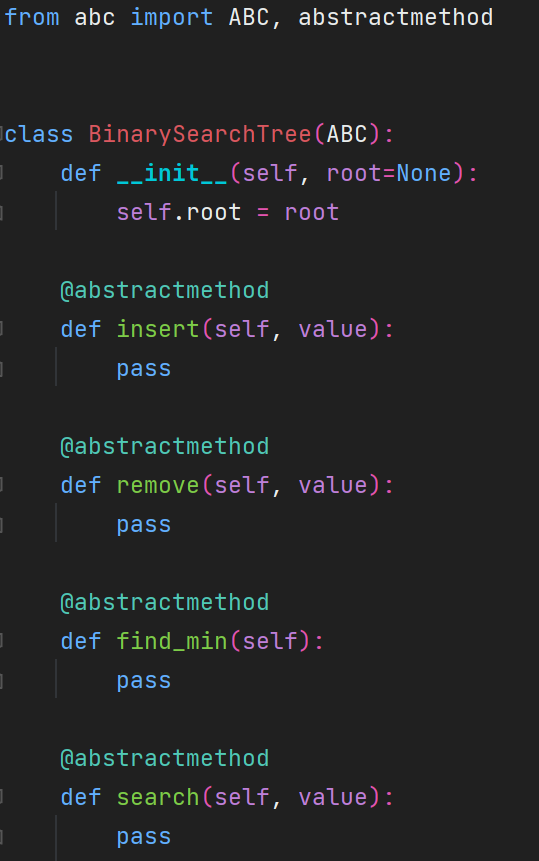 from abc import ABC, abstractmethod
class BinarySearchTree(ABC):
    def __init__(self, root=None):
        self.root = root
    @abstractmethod
    def insert(self, value):
        pass
    @abstractmethod
    def remove(self, value):
        pass
    @abstractmethod
    def find_min(self):
        pass
    @abstractmethod
    def search(self, value):
        pass